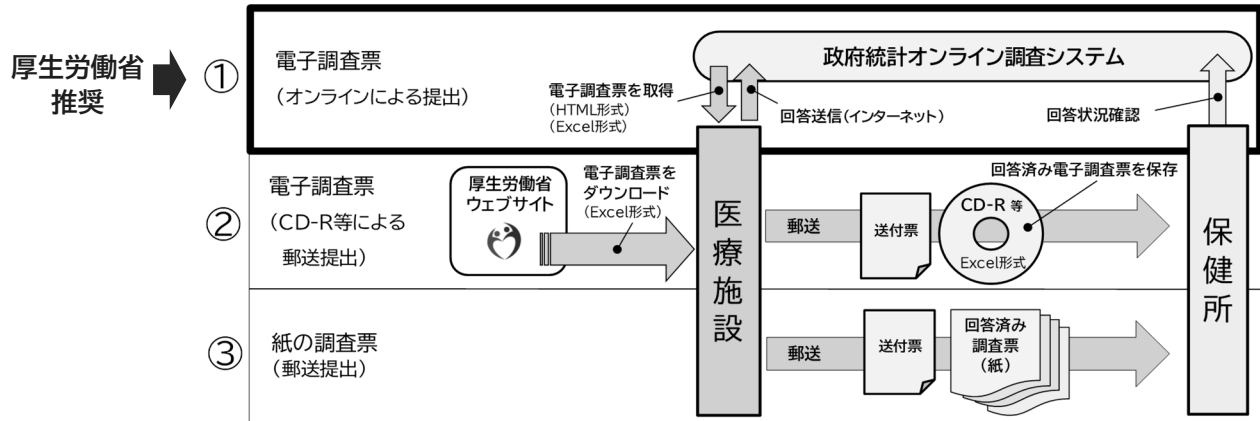 厚生労働省
推奨
①
電子調査票
（オンラインによる提出）
政府統計オンライン調査システム
電子調査票を取得
（HTML形式）
（Excel形式）
回答送信（インターネット）
回答状況確認
②
電子調査票
（CD-R等による
郵送提出）
厚生労働省
ウェブサイト
電子調査票を
ダウンロード
（Excel形式）
医療施設
郵送
送付票
CD-R 等
Excel形式
回答済み電子調査票を保存
保健所
③
紙の調査票
（郵送提出）
郵送
送付票
回答済み
調査票
（紙）